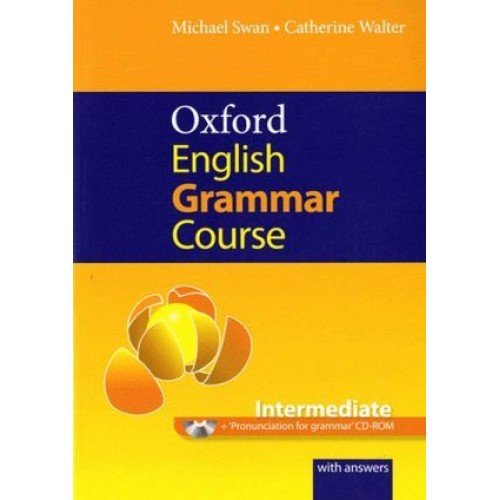 Michael Swan • Catherine Walter
Oxford
English
Grammar
Course
Intermediate
+ 'Pronunciation for grammar' CD-ROM
with answers